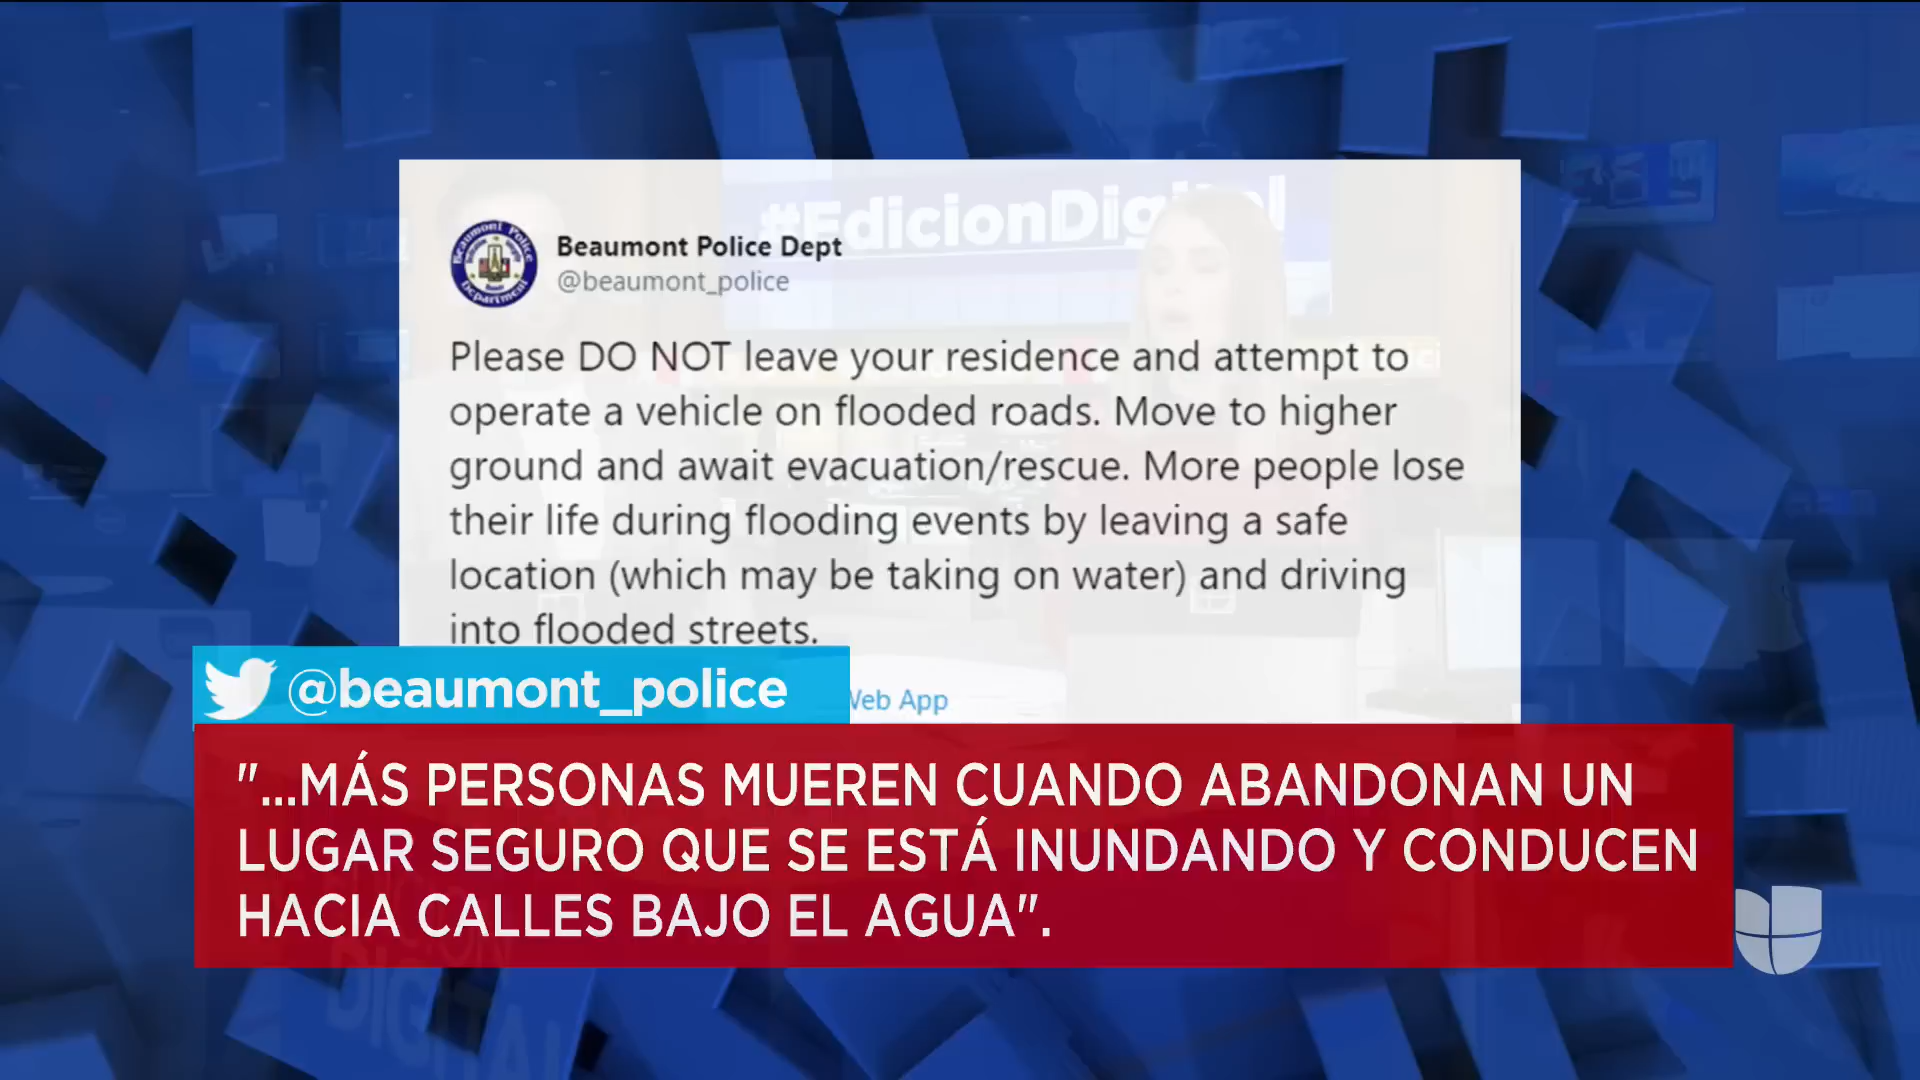 #EdicionDigital
Beaumont Police Dept
@beaumont_police
Please DO NOT leave your residence and attempt to
operate a vehicle on flooded roads. Move to higher
ground and await evacuation/rescue. More people lose
their life during flooding events by leaving a safe
location (which may be taking on water) and driving
into flooded streets.
@beaumont_police
Web App
"...MÁS PERSONAS MUEREN CUANDO ABANDONAN UN
LUGAR SEGURO QUE SE ESTÁ INUNDANDO Y CONDUCEN
HACIA CALLES BAJO EL AGUA".
DIGITAL